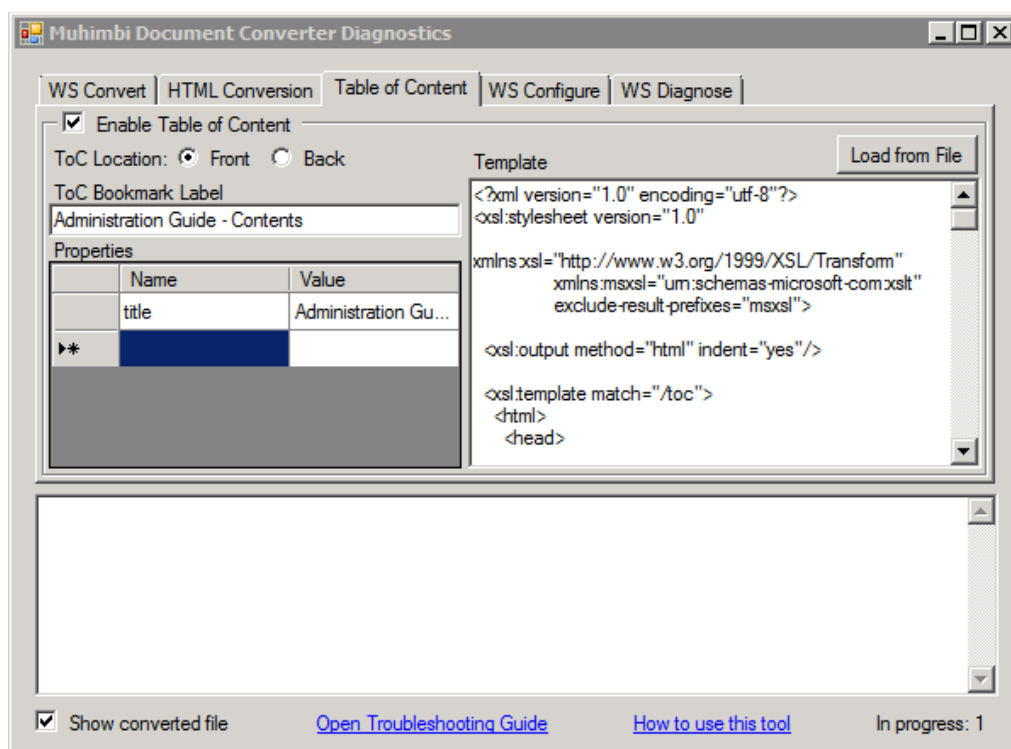 Muhimbi Document Converter Diagnostics
WS Convert HTML Conversion Table of Content WS Configure WS Diagnose
Enable Table of Content
ToC Location: Front Back
ToC Bookmark Label
Administration Guide - Contents
Properties
Name Value
title Administration Gu...
Template
Load from File
<?xml version="1.0" encoding="utf-8"?>
<xsl:stylesheet version="1.0"
xmlns:xsl="http://www.w3.org/1999/XSL/Transform"
xmlns:msxsl="urn:schemas-microsoft-com:xslt"
exclude-result-prefixes="msxsl">
<xsl:output method="html" indent="yes"/>
<xsl:template match="/toc">
<html>
<head>
Show converted file Open Troubleshooting Guide How to use this tool In progress: 1